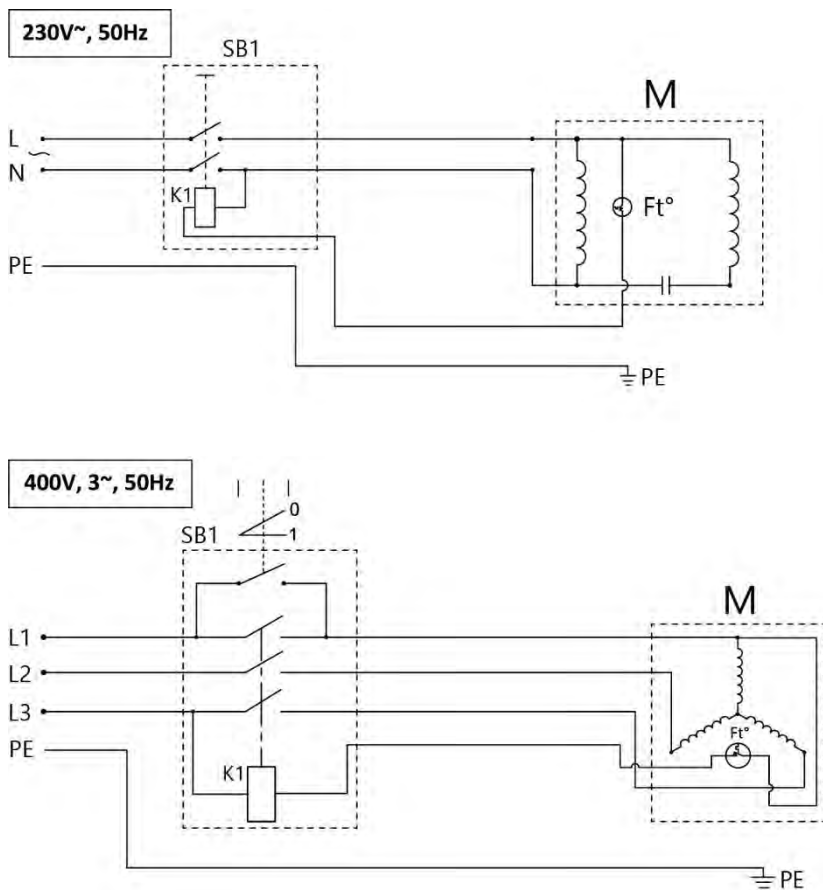 230V~, 50Hz
SB1
M
L
~
N
K1
Ft°
PE
PE
400V, 3~, 50Hz
0
SB1
1
M
L1
L2
L3
Ft°
PE
K1
PE